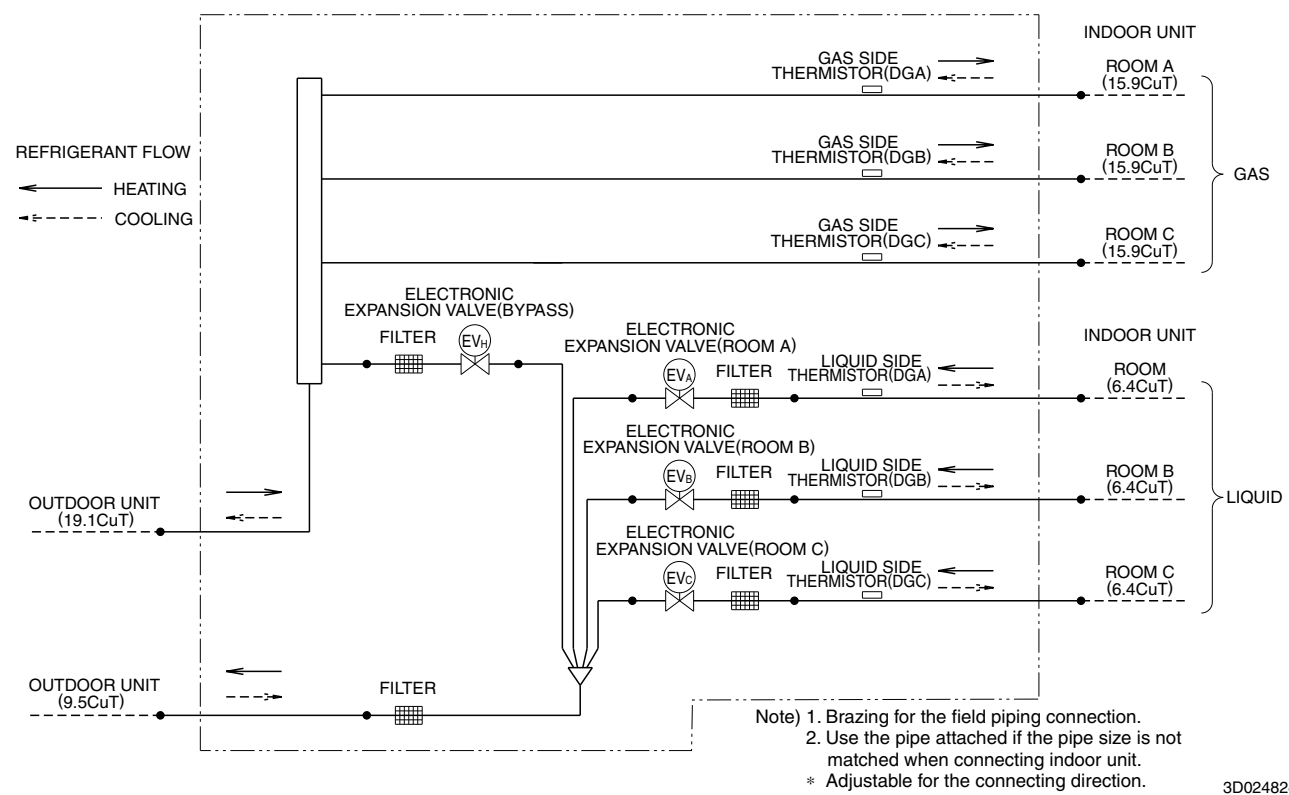 INDOOR UNIT
GAS SIDE
THERMISTOR(DGA)
ROOM A
(15.9CuT)
REFRIGERANT FLOW
HEATING
COOLING
GAS SIDE
THERMISTOR(DGB)
ROOM B
(15.9CuT)
GAS
GAS SIDE
THERMISTOR(DGC)
ROOM C
(15.9CuT)
ELECTRONIC
EXPANSION VALVE(BYPASS)
FILTER
EVH
INDOOR UNIT
ELECTRONIC
EXPANSION VALVE(ROOM A)
EVA
FILTER
LIQUID SIDE
THERMISTOR(DGA)
ROOM
(6.4CuT)
ELECTRONIC
EXPANSION VALVE(ROOM B)
EVB
FILTER
LIQUID SIDE
THERMISTOR(DGB)
ROOM B
(6.4CuT)
LIQUID
OUTDOOR UNIT
(19.1CuT)
ELECTRONIC
EXPANSION VALVE(ROOM C)
EVC
FILTER
LIQUID SIDE
THERMISTOR(DGC)
ROOM C
(6.4CuT)
OUTDOOR UNIT
(9.5CuT)
FILTER
Note) 1. Brazing for the field piping connection.
2. Use the pipe attached if the pipe size is not
matched when connecting indoor unit.
* Adjustable for the connecting direction.